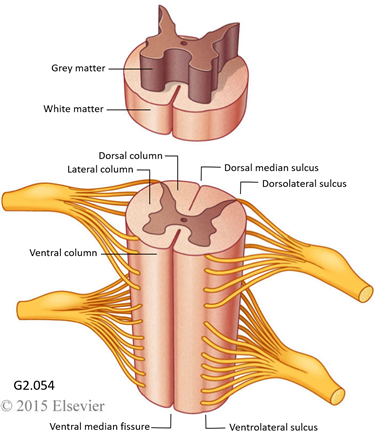 Grey matter
White matter
Dorsal column
Lateral column
Dorsal median sulcus
Dorsolateral sulcus
Ventral column
G2.054
© 2015 Elsevier
Ventral median fissure
Ventrolateral sulcus